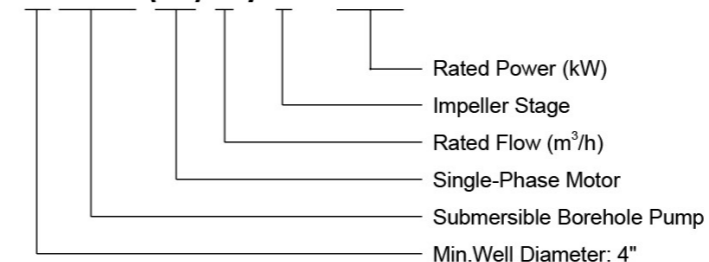 Rated Power (kW)
Impeller Stage
Rated Flow (m³/h)
Single-Phase Motor
Submersible Borehole Pump
Min.Well Diameter: 4"